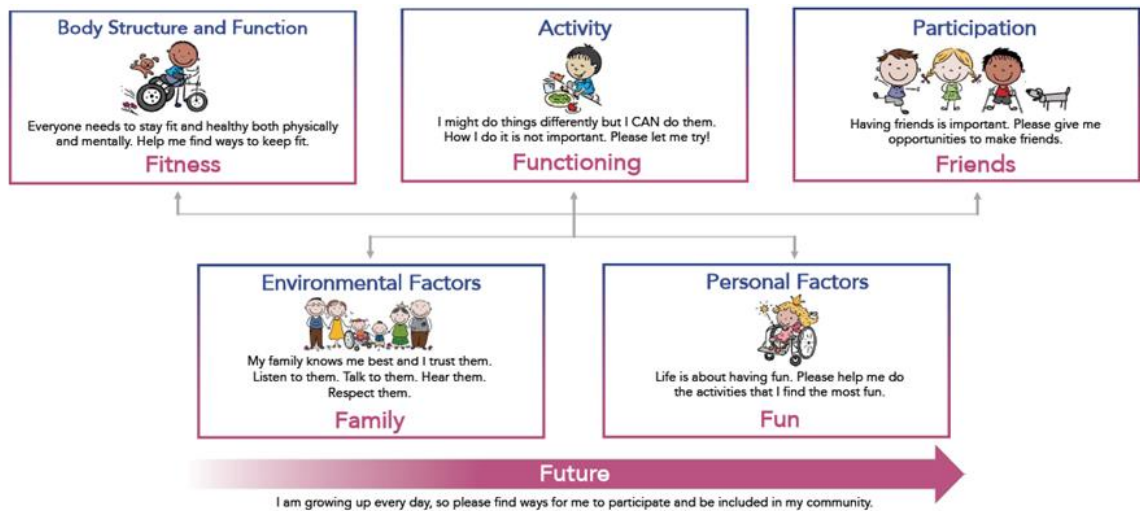 Body Structure and Function
Everyone needs to stay fit and healthy both physically
and mentally. Help me find ways to keep fit.
Fitness
Activity
I might do things differently but I CAN do them.
How I do it is not important. Please let me try!
Functioning
Participation
Having friends is important. Please give me
opportunities to make friends.
Friends
Environmental Factors
My family knows me best and I trust them.
Listen to them. Talk to them. Hear them.
Respect them.
Family
Personal Factors
Life is about having fun. Please help me do
the activities that I find the most fun.
Fun
Future
I am growing up every day, so please find ways for me to participate and be included in my community.